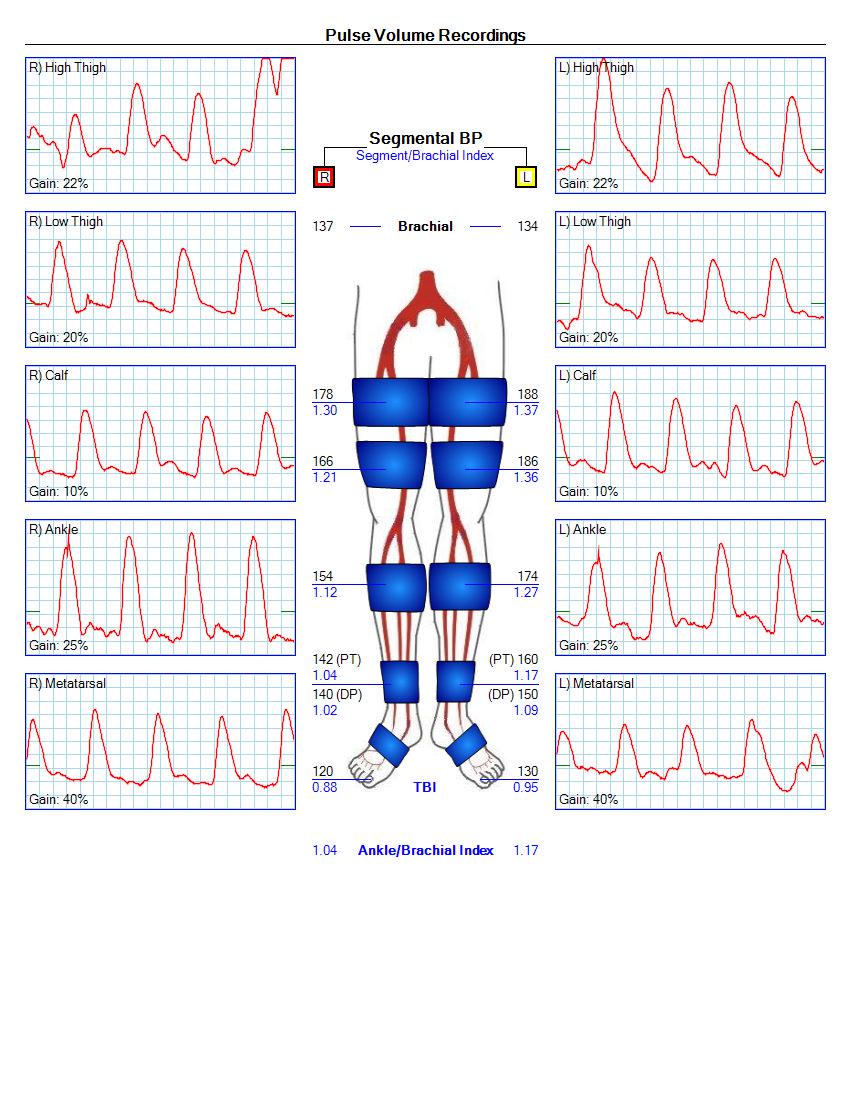 Pulse Volume Recordings
R) High Thigh
Gain: 22%
L) High Thigh
Gain: 22%
Segmental BP
Segment/Brachial Index
R
L
137 Brachial 134
R) Low Thigh
Gain: 20%
L) Low Thigh
Gain: 20%
R) Calf
Gain: 10%
178
1.30
188
1.37
L) Calf
Gain: 10%
166
1.21
186
1.36
R) Ankle
Gain: 25%
154
1.12
174
1.27
L) Ankle
Gain: 25%
142 (PT)
1.04
140 (DP)
1.02
(PT) 160
1.17
(DP) 150
1.09
R) Metatarsal
Gain: 40%
120
0.88
TBI
130
0.95
L) Metatarsal
Gain: 40%
1.04 Ankle/Brachial Index 1.17